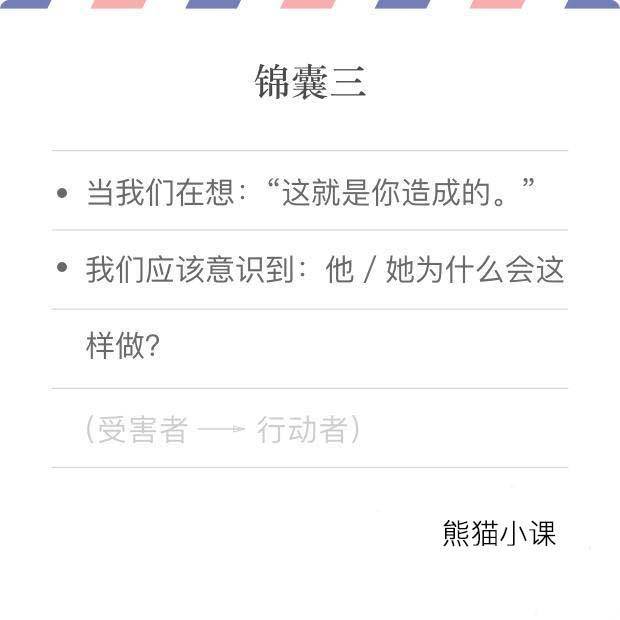 锦囊三
• 当我们在想：“这就是你造成的。”
• 我们应该意识到：他 / 她为什么会这
样做？
(受害者 → 行动者)
熊猫小课